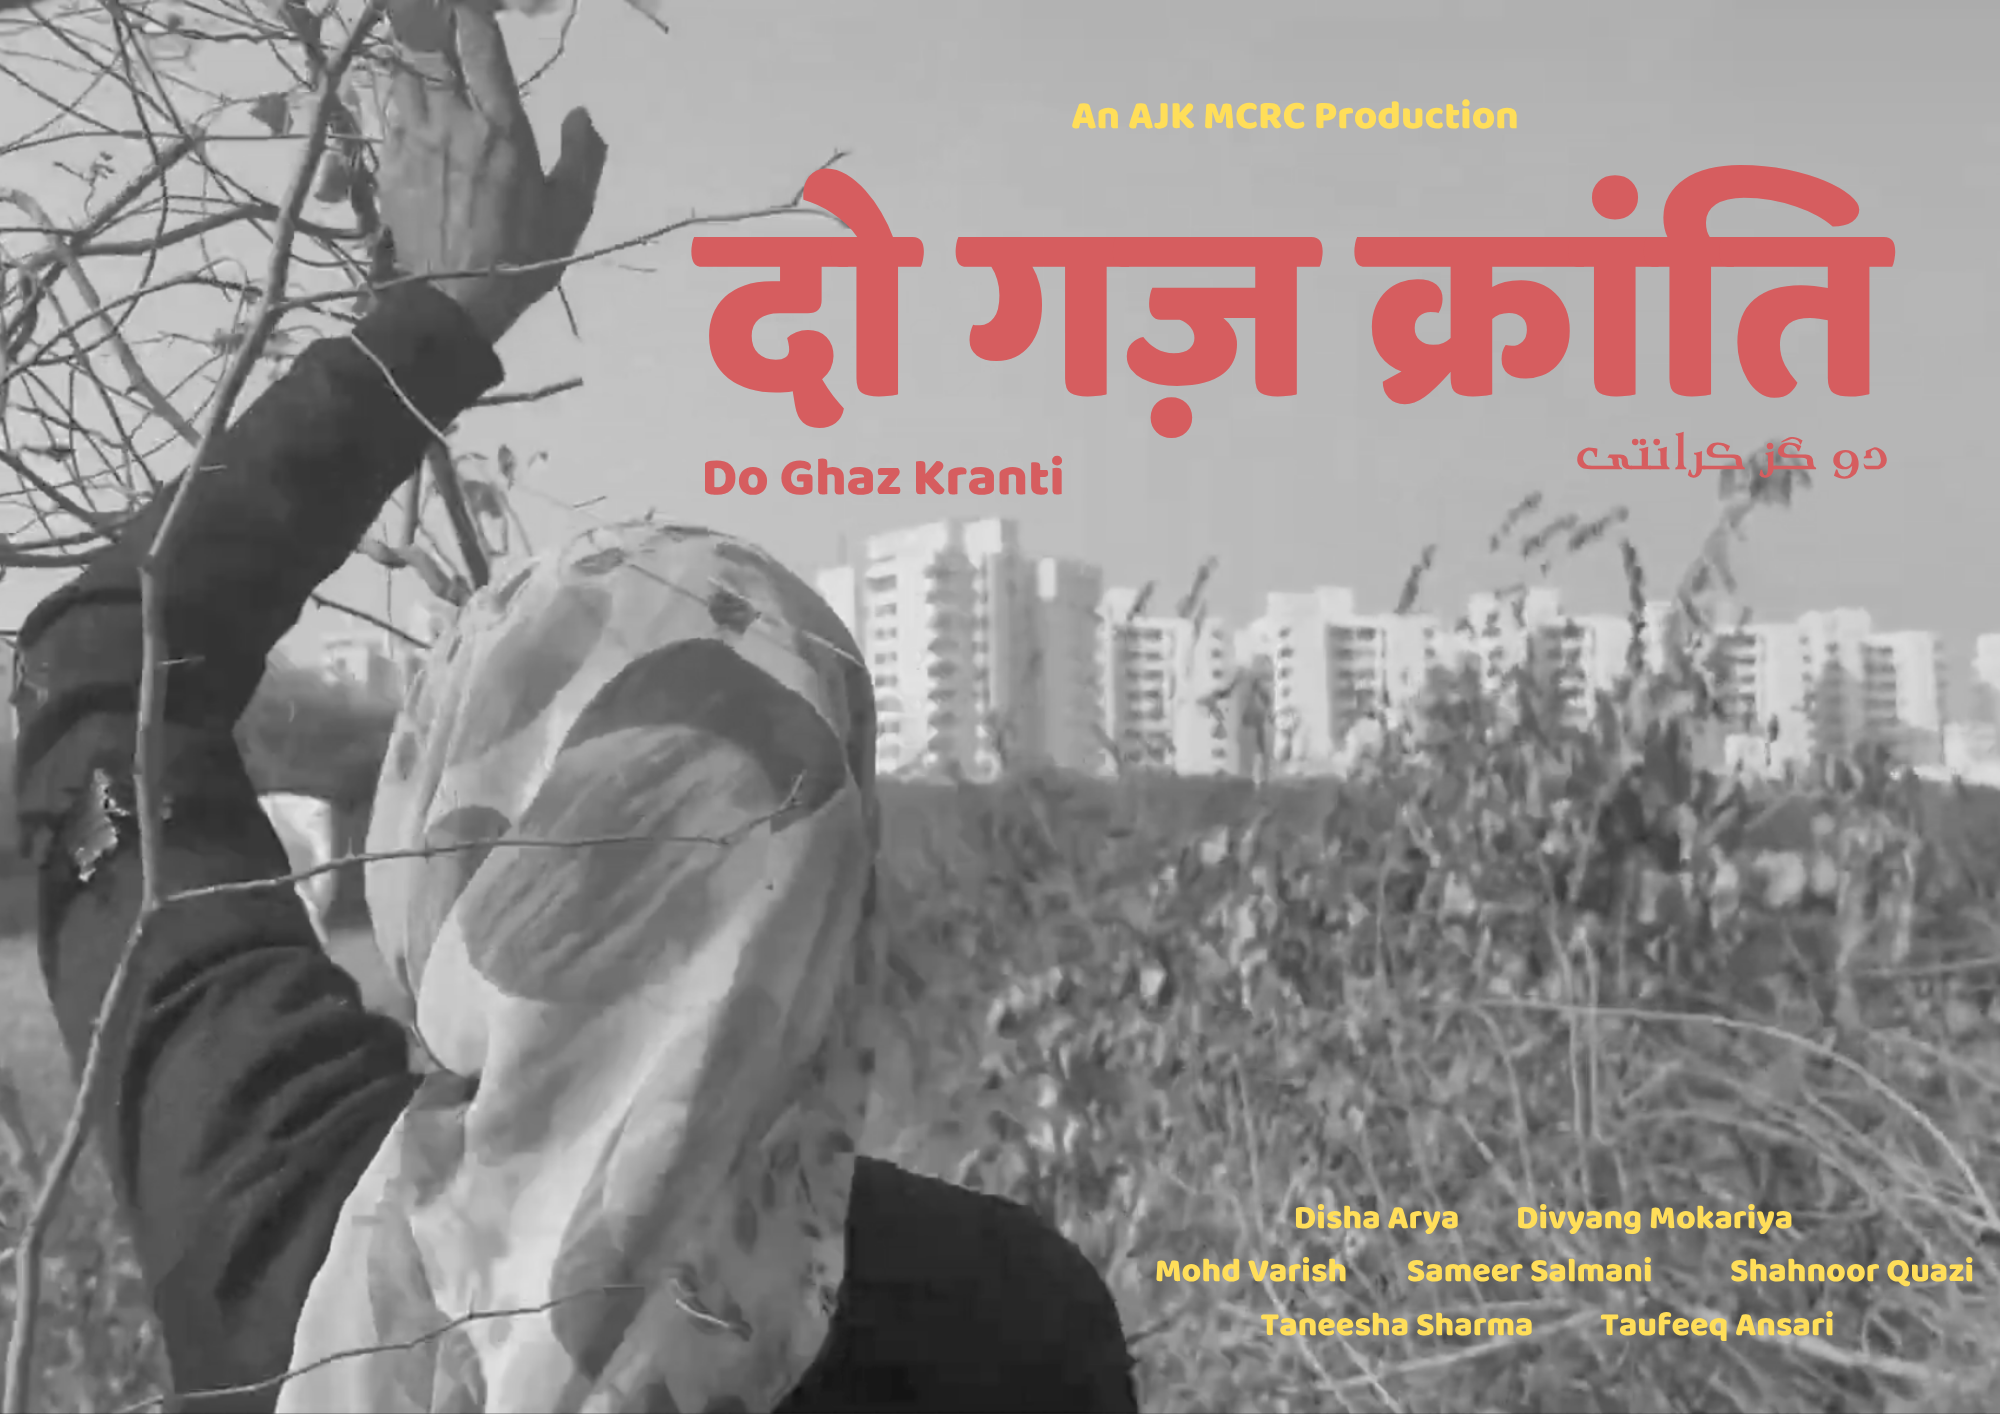 An AJK MCRC Production
दो गज़ क्रांति
دو گز کرانتی
Do Ghaz Kranti
Disha Arya Divyang Mokariya
Mohd Varish Sameer Salmani Shahnoor Quazi
Taneesha Sharma Taufeeq Ansari